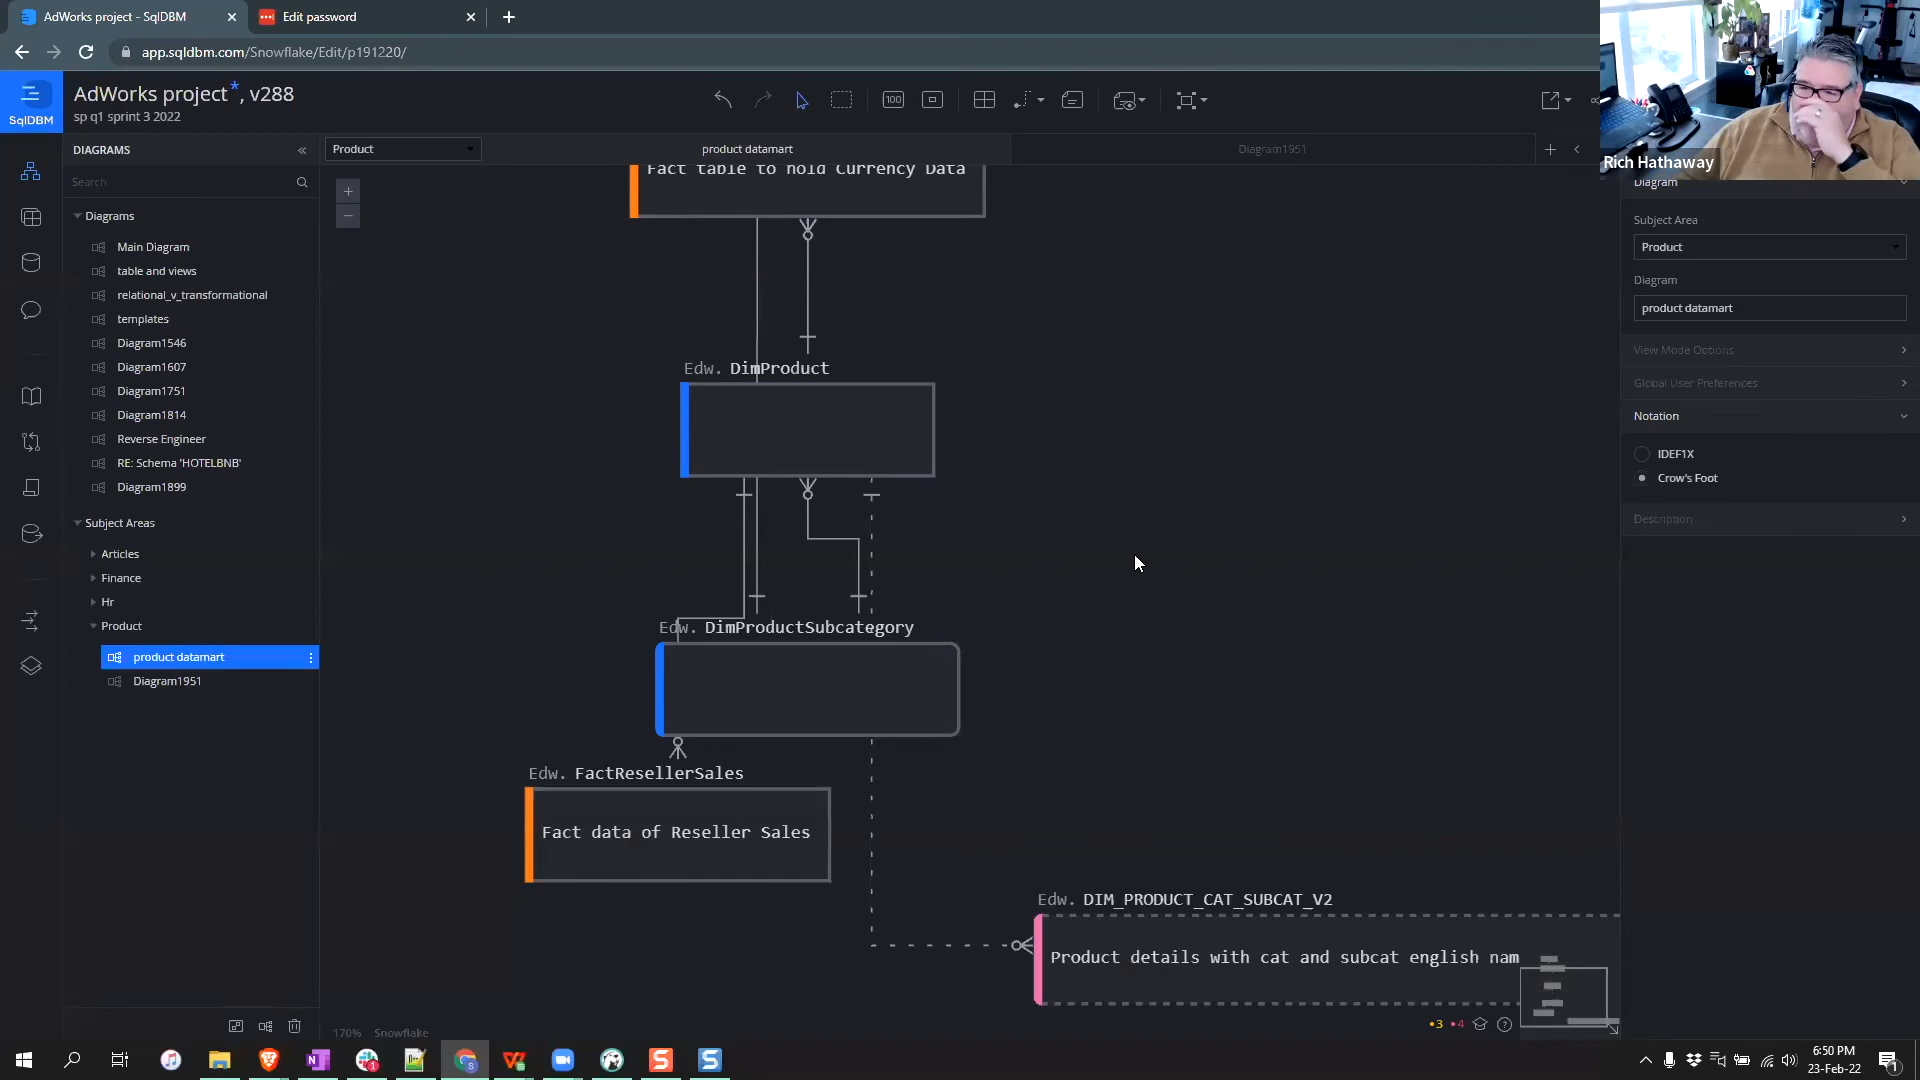 AdWorks project - SqlDBM
Edit password
app.sqldbm.com/Snowflake/Edit/p191220/
SqlDBM
AdWorks project*, v288
sp q1 sprint 3 2022
100
DIAGRAMS
Product
product datamart
Diagram1951
Rich Hathaway
Search
Diagrams
Main Diagram
table and views
relational_v_transformational
templates
Diagram1546
Diagram1607
Diagram1751
Diagram1814
Reverse Engineer
RE: Schema 'HOTELBNB'
Diagram1899
Subject Areas
Articles
Finance
Hr
Product
product datamart
Diagram1951
Fact table to hold Currency Data
Edw. DimProduct
Edw. DimProductSubcategory
Edw. FactResellerSales
Fact data of Reseller Sales
Edw. DIM_PRODUCT_CAT_SUBCAT_V2
Product details with cat and subcat english nam
170% Snowflake
3 4
Diagram
Subject Area
Product
Diagram
product datamart
View Mode Options
Global User Preferences
Notation
IDEF1X
Crow's Foot
Description
6:50 PM
23-Feb-22